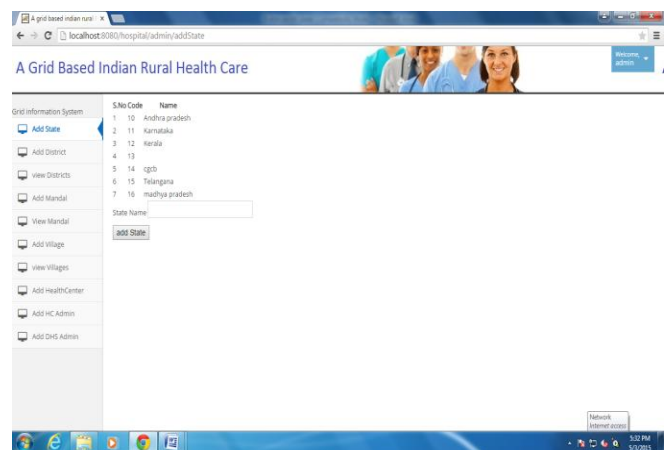 A grid based indian rural
localhost:8080/hospital/admin/addState
A Grid Based Indian Rural Health Care
Welcome,
admin
Grid Information System
Add State
Add District
view Districts
Add Mandal
View Mandal
Add Village
view Villages
Add HealthCenter
Add HC Admin
Add DHS Admin
S.No Code Name
1 10 Andhra pradesh
2 11 Karnataka
3 12 Kerala
4 13
5 14 cgcb
6 15 Telangana
7 16 madhya pradesh
State Name
add State
Network
Internet access
5:32 PM
5/3/2015